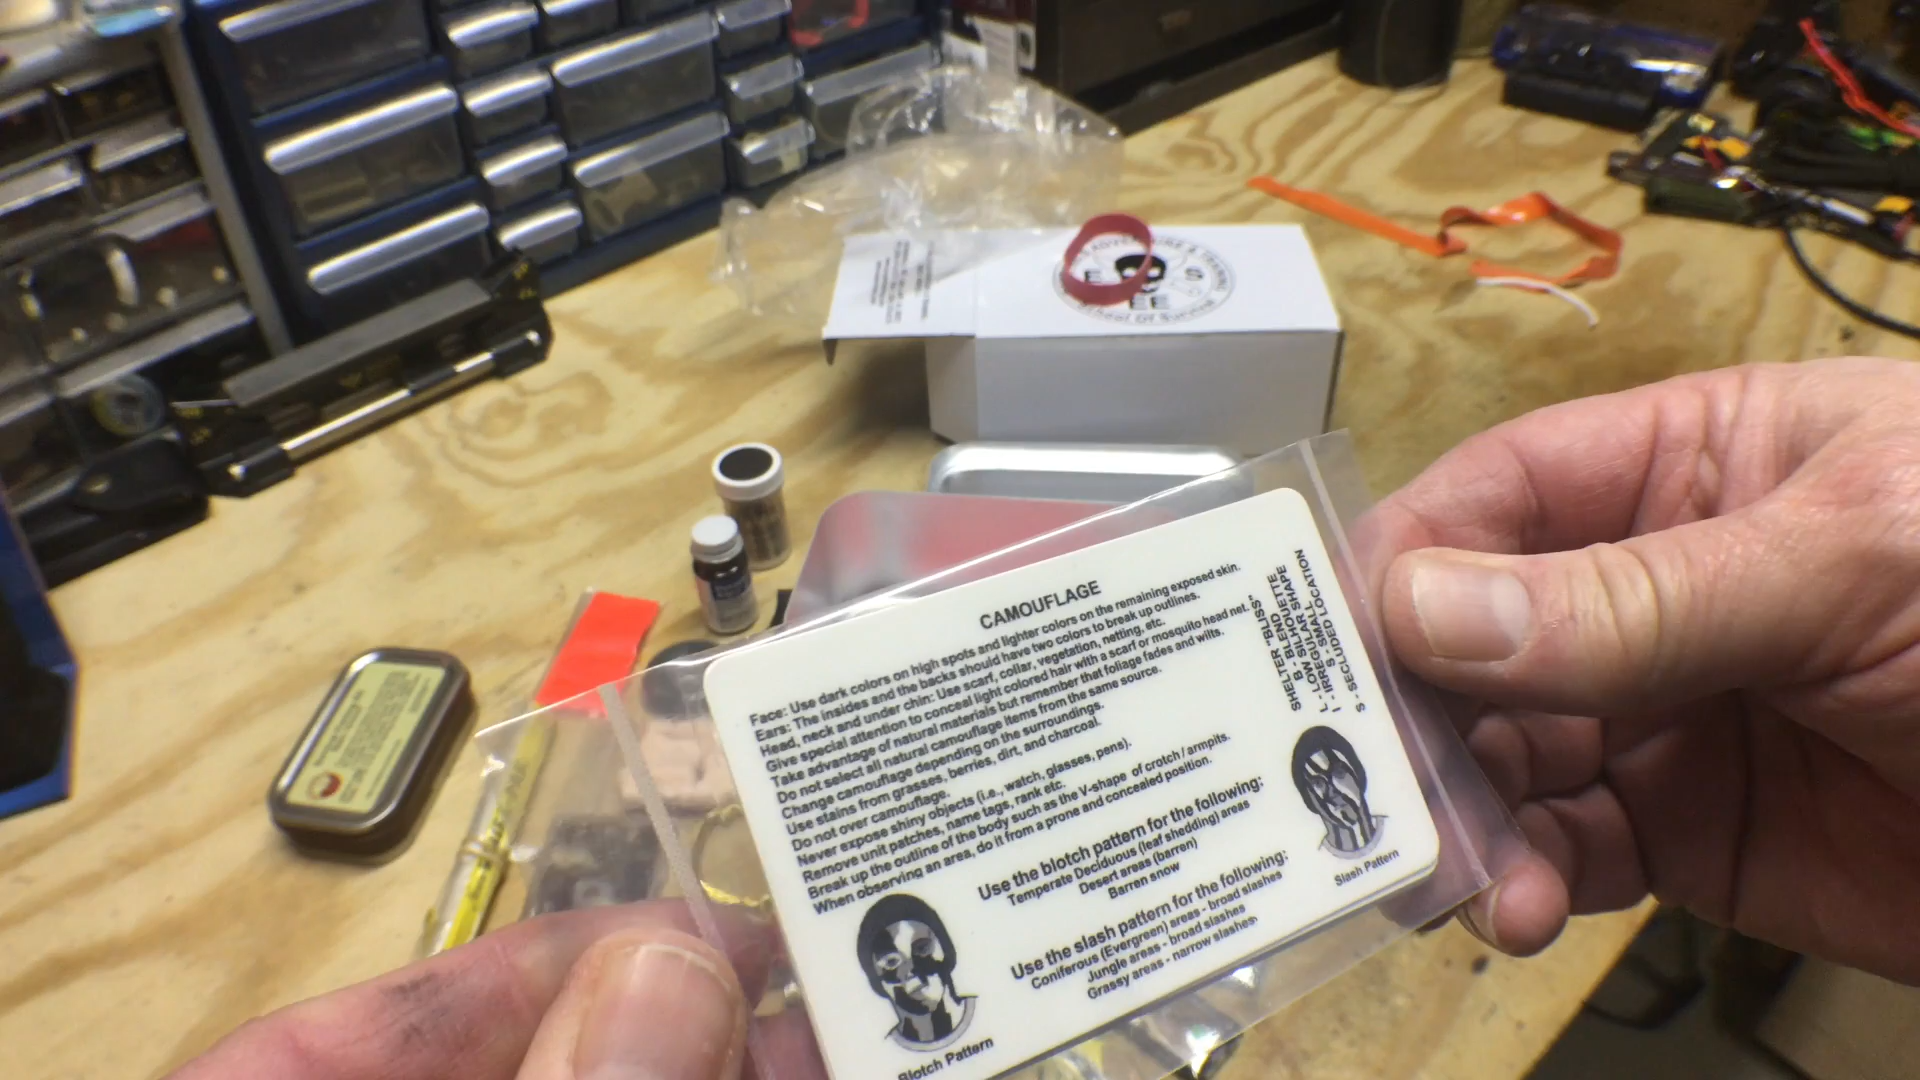 CAMOUFLAGE
Face: Use dark colors on high spots and lighter colors on the remaining exposed skin.
Ears: The insides and the backs should have two colors to break up outlines.
Head, neck and under chin: Use scarf, collar, vegetation, netting, etc.
Give special attention to conceal light colored hair with a scarf or mosquito head net.
Take advantage of natural materials but remember that foliage fades and wilts.
Do not select all natural camouflage items from the same source.
Change camouflage depending on the surroundings.
Use stains from grasses, berries, dirt, and charcoal.
Do not over camouflage.
Never expose shiny objects (i.e., watch, glasses, pens).
Remove unit patches, name tags, rank etc.
Break up the outline of the body such as the V-shape of crotch / armpits.
When observing an area, do it from a prone and concealed position.
SHELTER "BLISS"
B - BLEND
L - LOW SILHOUETTE
I - IRREGULAR SHAPE
S - SMALL
S - SECLUDED LOCATION
Use the blotch pattern for the following:
Temperate Deciduous (leaf shedding) areas
Desert areas (barren)
Barren snow
Use the slash pattern for the following:
Coniferous (Evergreen) areas - broad slashes
Jungle areas - broad slashes
Grassy areas - narrow slashes
Blotch Pattern
Slash Pattern